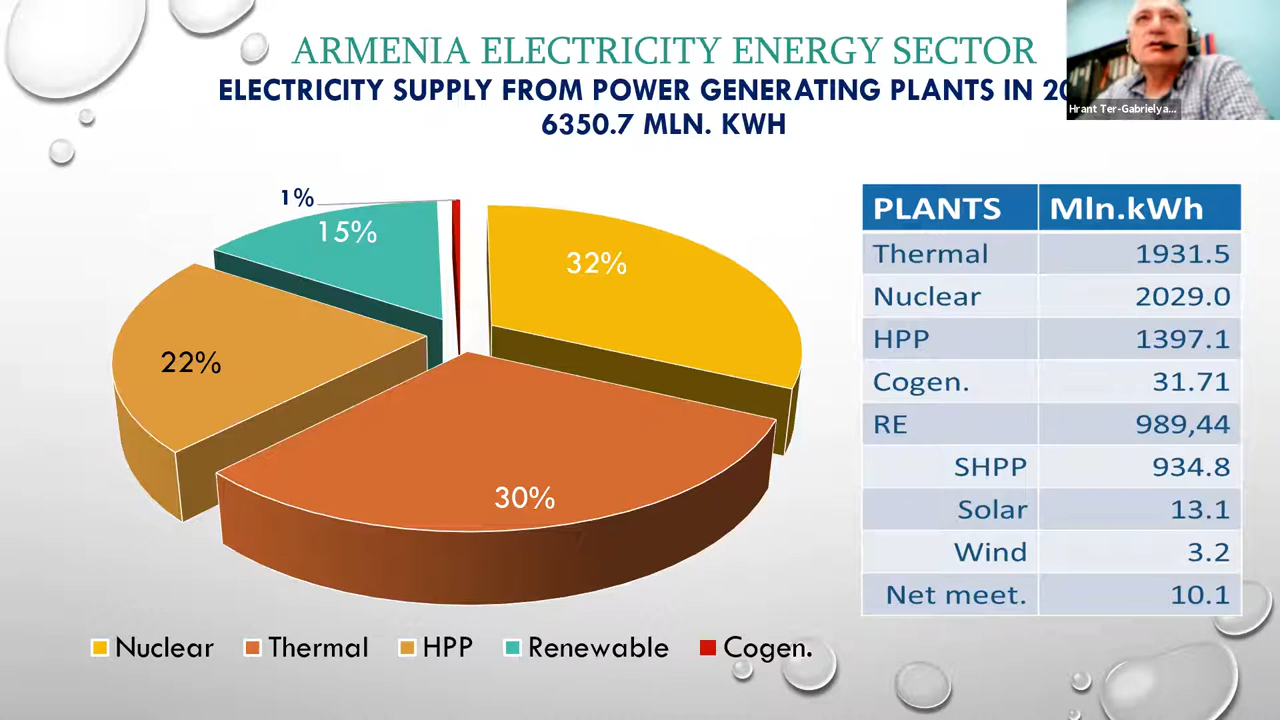 ARMENIA ELECTRICITY ENERGY SECTOR
ELECTRICITY SUPPLY FROM POWER GENERATING PLANTS IN
6350.7 MLN. KWH
Hrant Ter-Gabrielya...
1%
15%
32%
22%
30%
Nuclear Thermal HPP Renewable Cogen.
PLANTS Mln.kWh
Thermal 1931.5
Nuclear 2029.0
HPP 1397.1
Cogen. 31.71
RE 989,44
SHPP 934.8
Solar 13.1
Wind 3.2
Net meet. 10.1